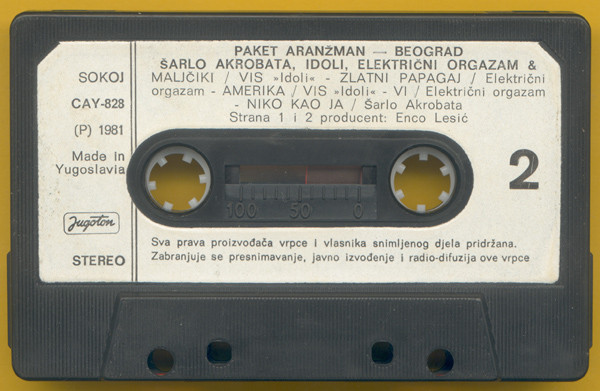 PAKET ARANŽMAN — BEOGRAD
ŠARLO AKROBATA, IDOLI, ELEKTRIČNI ORGAZAM &
MALJČIKI / VIS »Idoli« - ZLATNI PAPAGAJ / Električni
orgazam - AMERIKA / VIS »Idoli« - VI / Električni orgazam
- NIKO KAO JA / Šarlo Akrobata
Strana 1 i 2 producent: Enco Lesić
SOKOJ
CAY-828
(P) 1981
Made in
Yugoslavia
Jugoton
STEREO
100 50 0
2
Sva prava proizvođača vrpce i vlasnika snimljenog djela pridržana.
Zabranjuje se presnimavanje, javno izvođenje i radio-difuzija ove vrpce